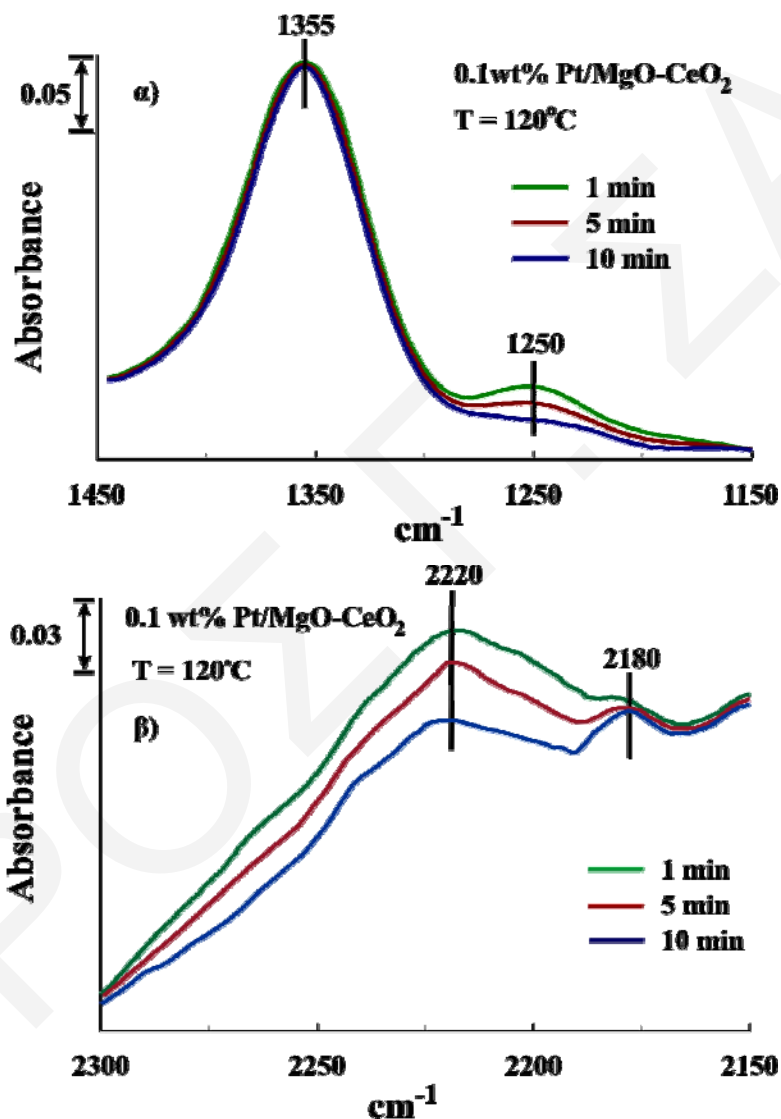 1355
0.05
α)
0.1wt% Pt/MgO-CeO₂
T = 120°C
1 min
5 min
10 min
1250
Absorbance
1450
1350
1250
1150
cm⁻¹
2220
0.03
0.1 wt% Pt/MgO-CeO₂
T = 120°C
2180
β)
Absorbance
1 min
5 min
10 min
2300
2250
2200
2150
cm⁻¹